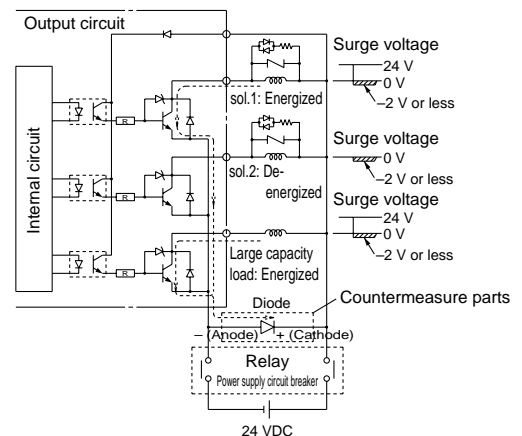 Output circuit
Internal circuit
R
R
R
sol.1: Energized
sol.2: De-
energized
Large capacity
load: Energized
Surge voltage
24 V
0 V
–2 V or less
Surge voltage
0 V
–2 V or less
Surge voltage
24 V
0 V
–2 V or less
Diode
Countermeasure parts
– (Anode) + (Cathode)
Relay
Power supply circuit breaker
24 VDC